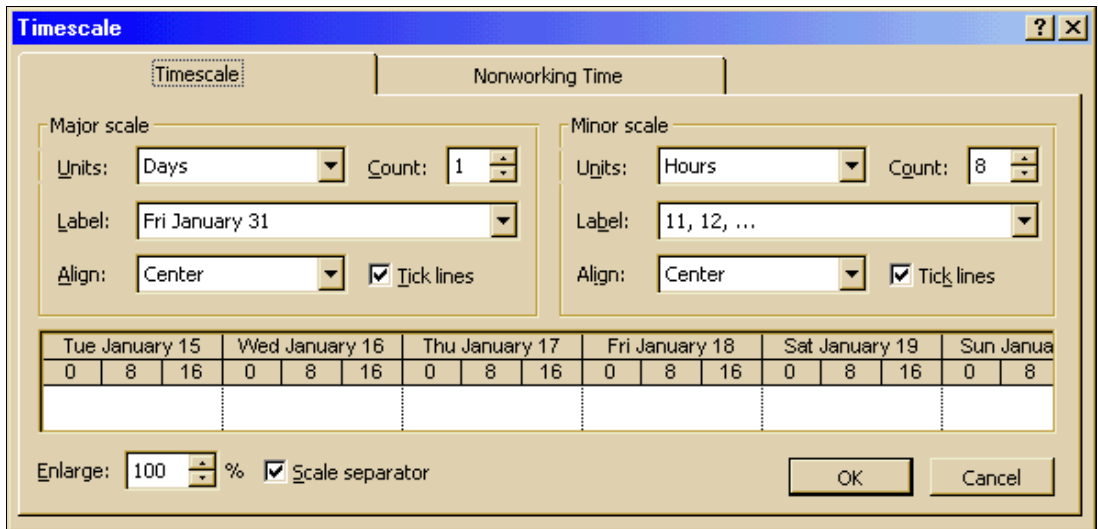 Timescale
Timescale Nonworking Time
Major scale Minor scale
Units: Days Count: 1 Units: Hours Count: 8
Label: Fri January 31 Label: 11, 12, ...
Align: Center Tick lines Align: Center Tick lines
Tue January 15 Wed January 16 Thu January 17 Fri January 18 Sat January 19 Sun Janua
0 8 16 0 8 16 0 8 16 0 8 16 0 8 16 0 8
Enlarge: 100 % Scale separator OK Cancel